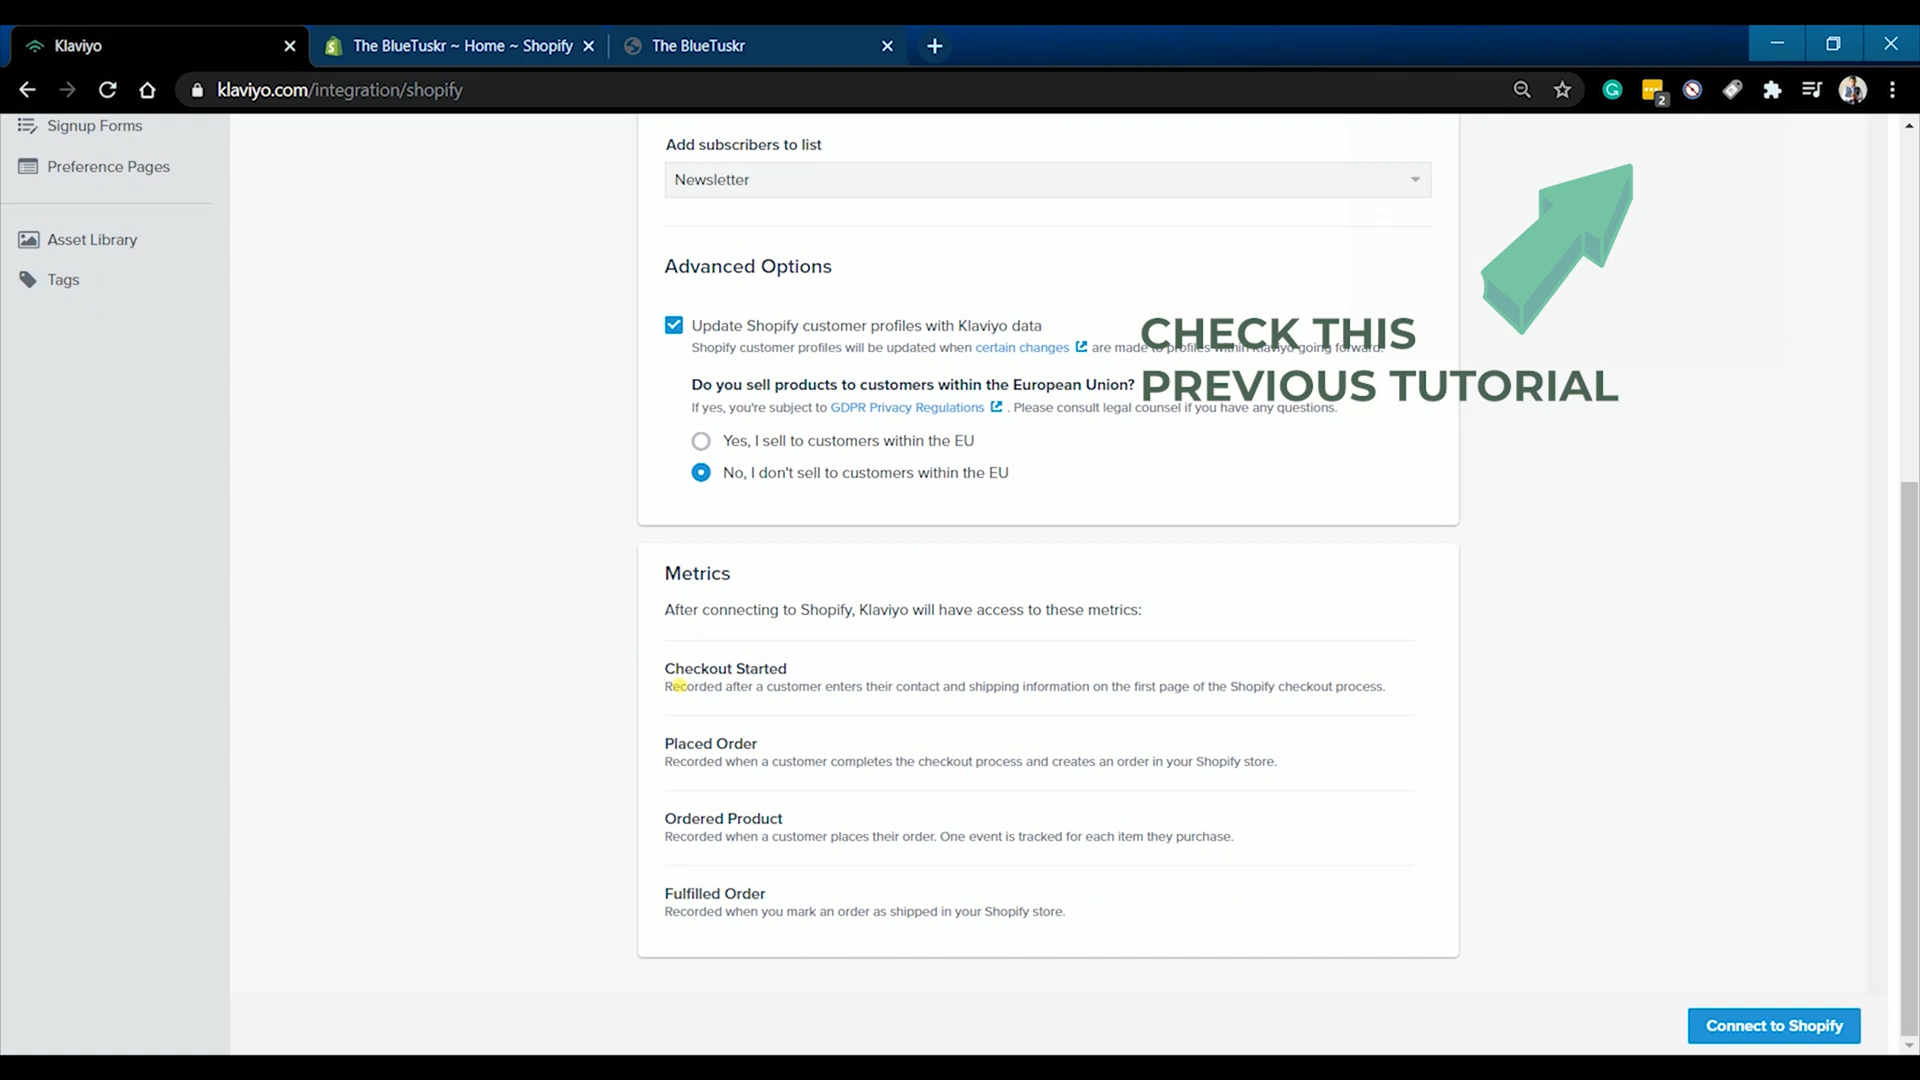 Klaviyo
The BlueTuskr ~ Home ~ Shopify
The BlueTuskr
klaviyo.com/integration/shopify
2
Signup Forms
Preference Pages
Asset Library
Tags
Add subscribers to list
Newsletter
Advanced Options
Update Shopify customer profiles with Klaviyo data
Shopify customer profiles will be updated when certain changes are made to profiles within Klaviyo going forward.
CHECK THIS
PREVIOUS TUTORIAL
Do you sell products to customers within the European Union?
If yes, you're subject to GDPR Privacy Regulations . Please consult legal counsel if you have any questions.
Yes, I sell to customers within the EU
No, I don't sell to customers within the EU
Metrics
After connecting to Shopify, Klaviyo will have access to these metrics:
Checkout Started
Recorded after a customer enters their contact and shipping information on the first page of the Shopify checkout process.
Placed Order
Recorded when a customer completes the checkout process and creates an order in your Shopify store.
Ordered Product
Recorded when a customer places their order. One event is tracked for each item they purchase.
Fulfilled Order
Recorded when you mark an order as shipped in your Shopify store.
Connect to Shopify